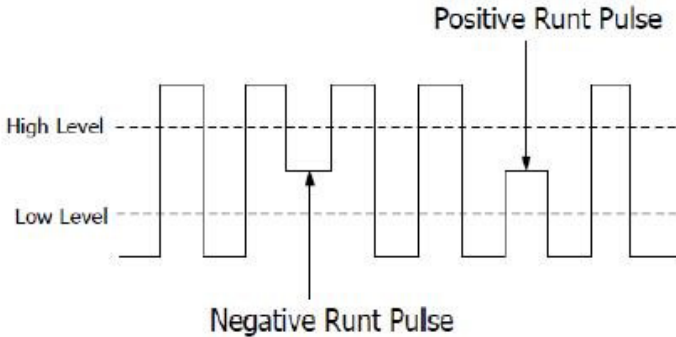 Positive Runt Pulse
High Level
Low Level
Negative Runt Pulse